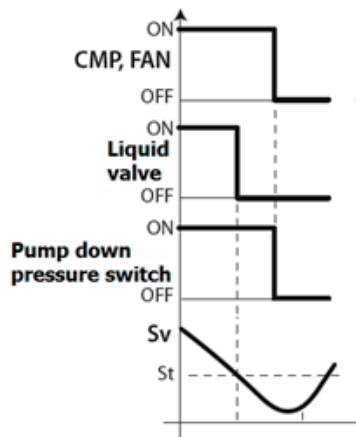 ON
CMP, FAN
OFF
ON
Liquid
valve
OFF
ON
Pump down
pressure switch
OFF
Sv
St